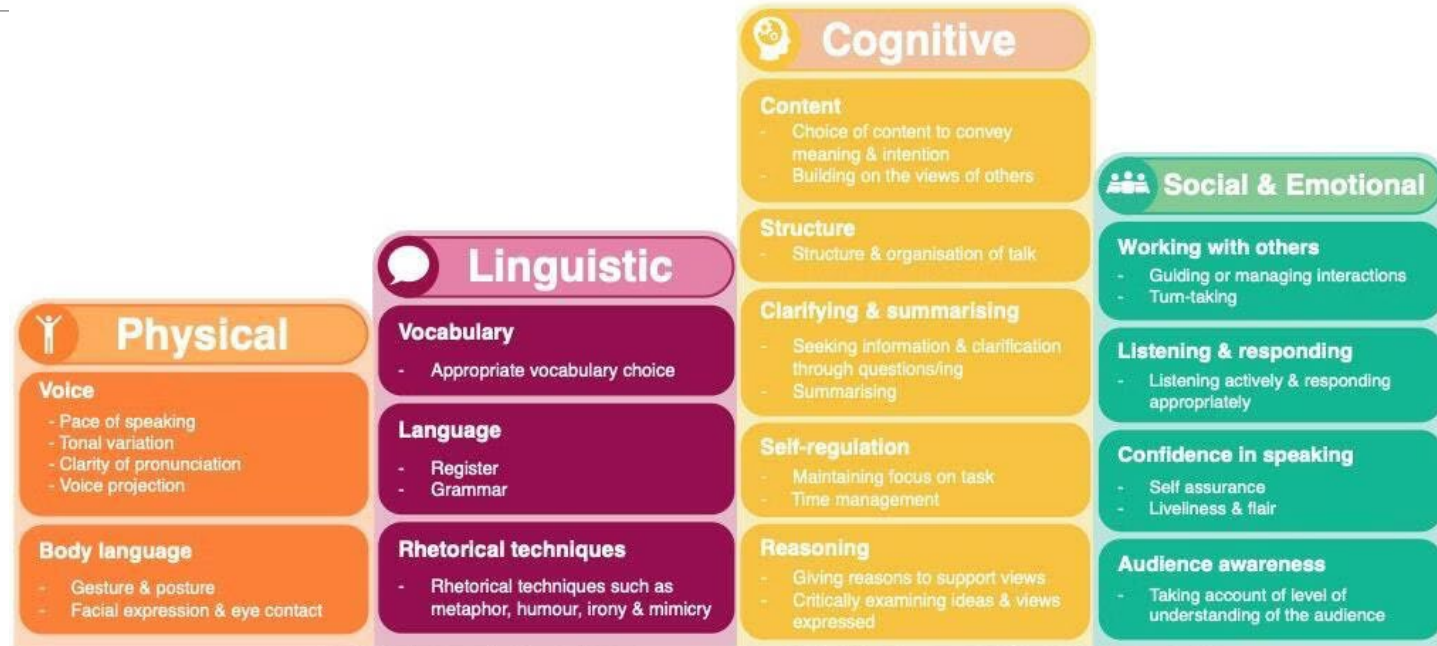 Physical
Voice
- Pace of speaking
- Tonal variation
- Clarity of pronunciation
- Voice projection
Body language
- Gesture & posture
- Facial expression & eye contact
Linguistic
Vocabulary
- Appropriate vocabulary choice
Language
- Register
- Grammar
Rhetorical techniques
- Rhetorical techniques such as
metaphor, humour, irony & mimicry
Cognitive
Content
- Choice of content to convey
meaning & intention
- Building on the views of others
Structure
- Structure & organisation of talk
Clarifying & summarising
- Seeking information & clarification
through questions/ing
- Summarising
Self-regulation
- Maintaining focus on task
- Time management
Reasoning
- Giving reasons to support views
- Critically examining ideas & views
expressed
Social & Emotional
Working with others
- Guiding or managing interactions
- Turn-taking
Listening & responding
- Listening actively & responding
appropriately
Confidence in speaking
- Self assurance
- Liveliness & flair
Audience awareness
- Taking account of level of
understanding of the audience